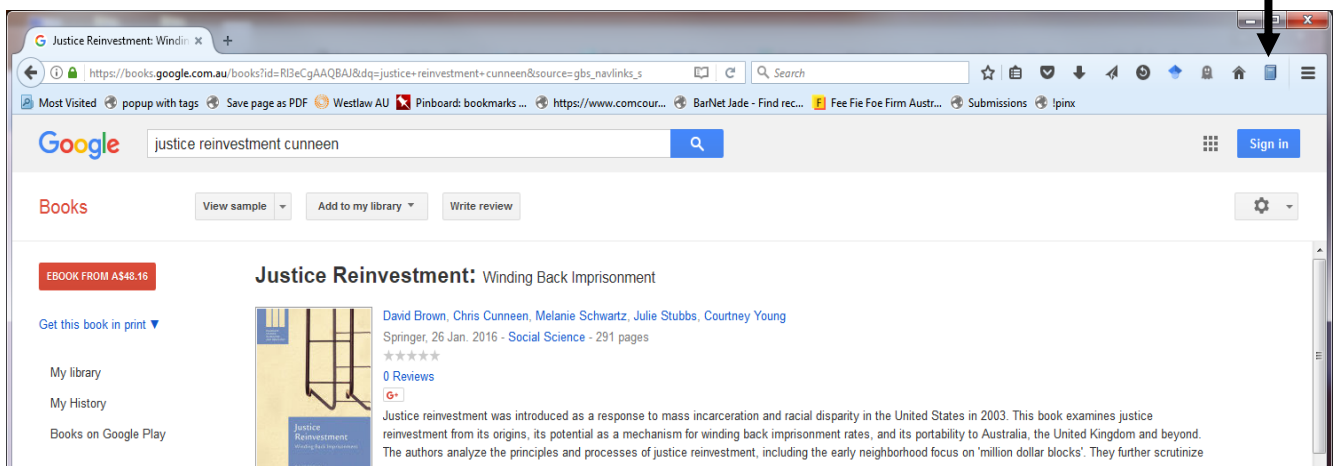 G Justice Reinvestment: Windin × +
https://books.google.com.au/books?id=RI3eCgAAQBAJ&dq=justice+reinvestment+cunneen&source=gbs_navlinks_s Search
Most Visited popup with tags Save page as PDF Westlaw AU Pinboard: bookmarks ... https://www.comcour... BarNet Jade - Find rec... F Fee Fie Foe Firm Austr... Submissions !pinx
Google justice reinvestment cunneen Sign in
Books View sample Add to my library Write review
EBOOK FROM A$48.16
Justice Reinvestment: Winding Back Imprisonment
Get this book in print ▼
David Brown, Chris Cunneen, Melanie Schwartz, Julie Stubbs, Courtney Young
Springer, 26 Jan. 2016 - Social Science - 291 pages
0 Reviews
G+
My library
My History
Books on Google Play
Justice
Reinvestment
Winding Back Imprisonment
Justice reinvestment was introduced as a response to mass incarceration and racial disparity in the United States in 2003. This book examines justice
reinvestment from its origins, its potential as a mechanism for winding back imprisonment rates, and its portability to Australia, the United Kingdom and beyond.
The authors analyze the principles and processes of justice reinvestment, including the early neighborhood focus on 'million dollar blocks'. They further scrutinize